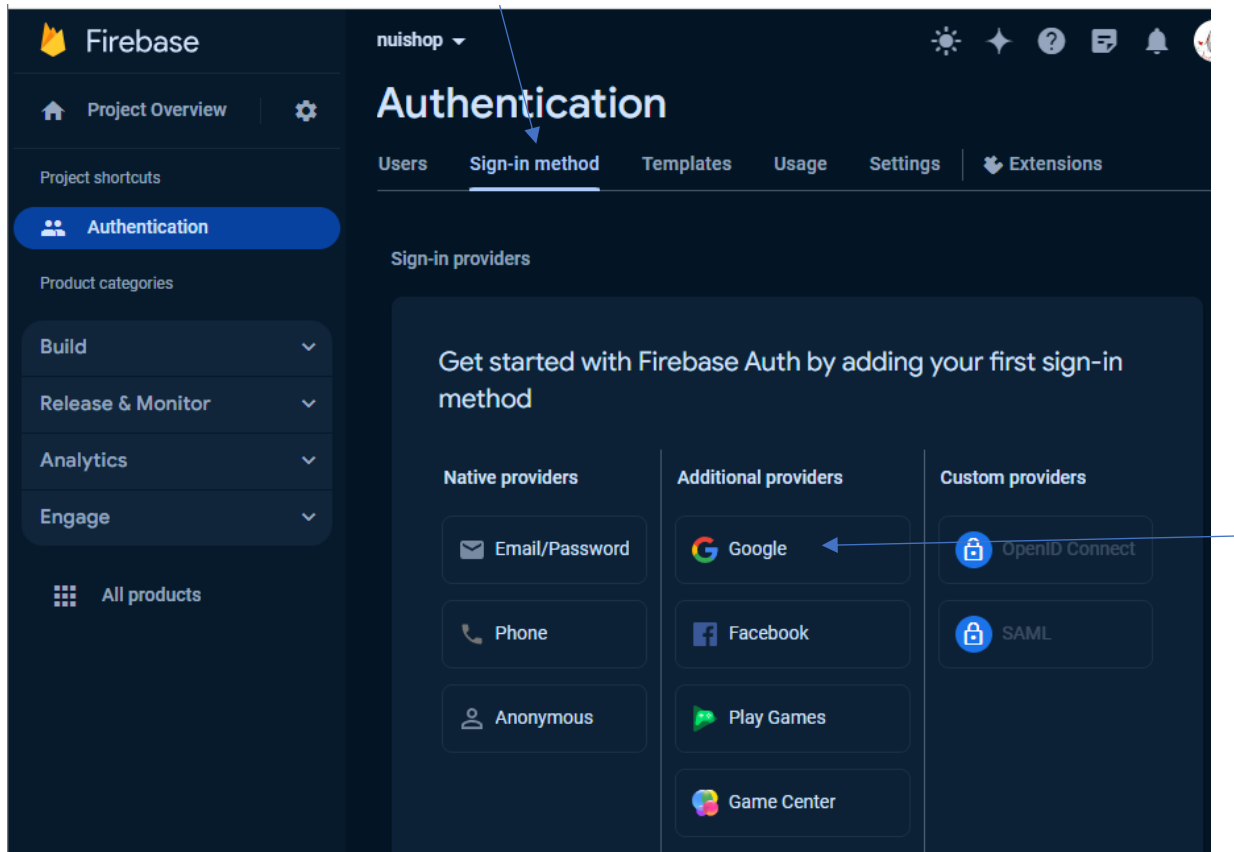 Firebase
nuishop
Project Overview
Authentication
Users Sign-in method Templates Usage Settings Extensions
Project shortcuts
Authentication
Product categories
Build
Release & Monitor
Analytics
Engage
All products
Sign-in providers
Get started with Firebase Auth by adding your first sign-in
method
Native providers
Email/Password
Phone
Anonymous
Additional providers
Google
Facebook
Play Games
Game Center
Custom providers
OpenID Connect
SAML